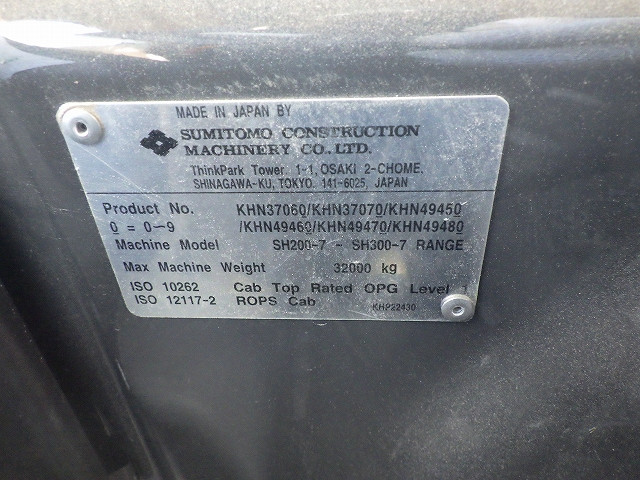 MADE IN JAPAN BY
SUMITOMO CONSTRUCTION
MACHINERY CO.,LTD.
ThinkPark Tower 1-1, OSAKI 2-CHOME,
SHINAGAWA-KU, TOKYO 141-6025, JAPAN
Product No. KHN37060/KHN37070/KHN49450
0 = 0~9 /KHN49460/KHN49470/KHN49480
Machine Model SH200-7 - SH300-7 RANGE
Max Machine Weight 32000 kg
ISO 10262 Cab Top Rated OPG Level 1
ISO 12117-2 ROPS Cab KHP22430